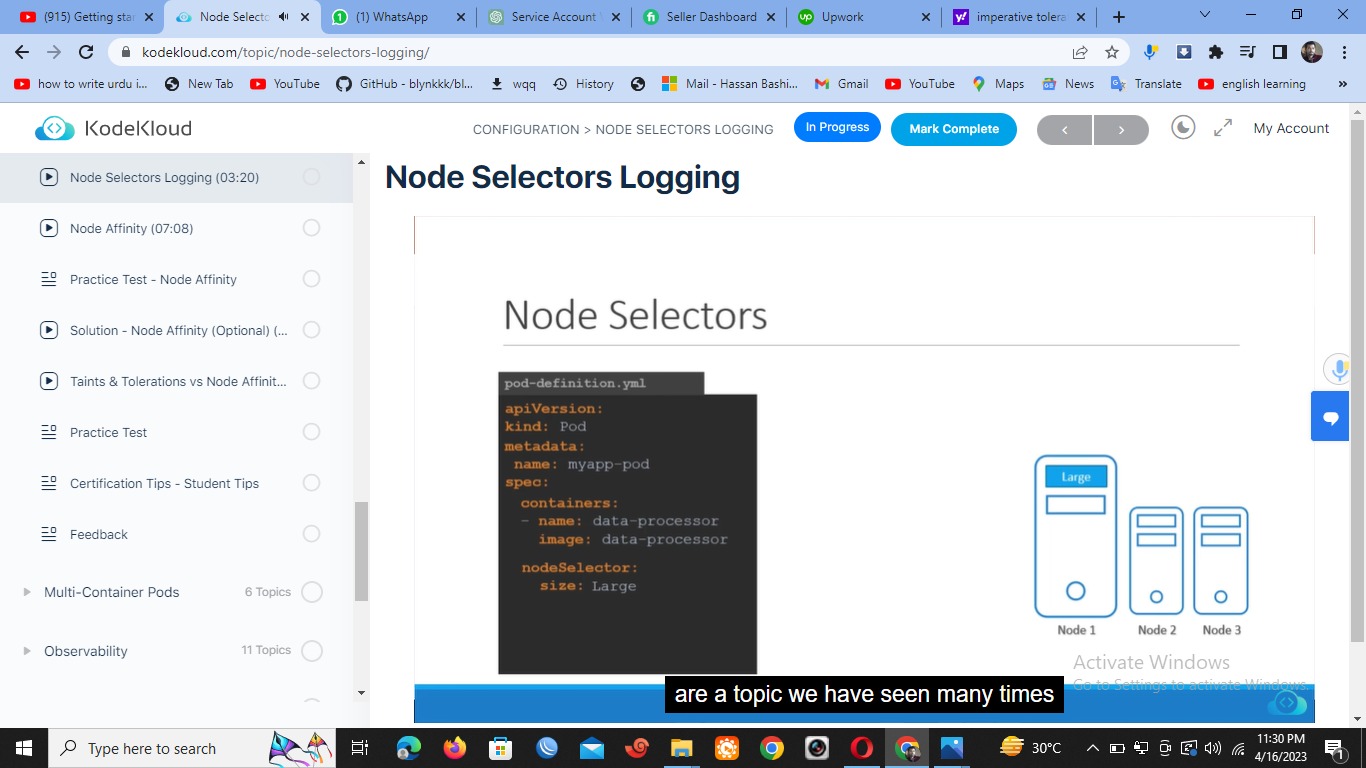 (915) Getting star
Node Selecto
(1) WhatsApp
Service Account
Seller Dashboard
Upwork
imperative tolera
kodekloud.com/topic/node-selectors-logging/
how to write urdu i...
New Tab
YouTube
GitHub - blynkkk/bl...
wqq
History
Mail - Hassan Bashi...
Gmail
YouTube
Maps
News
Translate
english learning
»
KodeKloud
CONFIGURATION > NODE SELECTORS LOGGING
In Progress
Mark Complete
My Account
Node Selectors Logging (03:20)
Node Affinity (07:08)
Practice Test - Node Affinity
Solution - Node Affinity (Optional) (...
Taints & Tolerations vs Node Affinit...
Practice Test
Certification Tips - Student Tips
Feedback
Multi-Container Pods
6 Topics
Observability
11 Topics
Node Selectors Logging
Node Selectors
pod-definition.yml
apiVersion:
kind: Pod
metadata:
name: myapp-pod
spec:
containers:
- name: data-processor
image: data-processor
nodeSelector:
size: Large
Large
Node 1
Node 2
Node 3
Activate Windows
Go to Settings to activate Windows.
are a topic we have seen many times
Type here to search
30°C
11:30 PM
4/16/2023
1